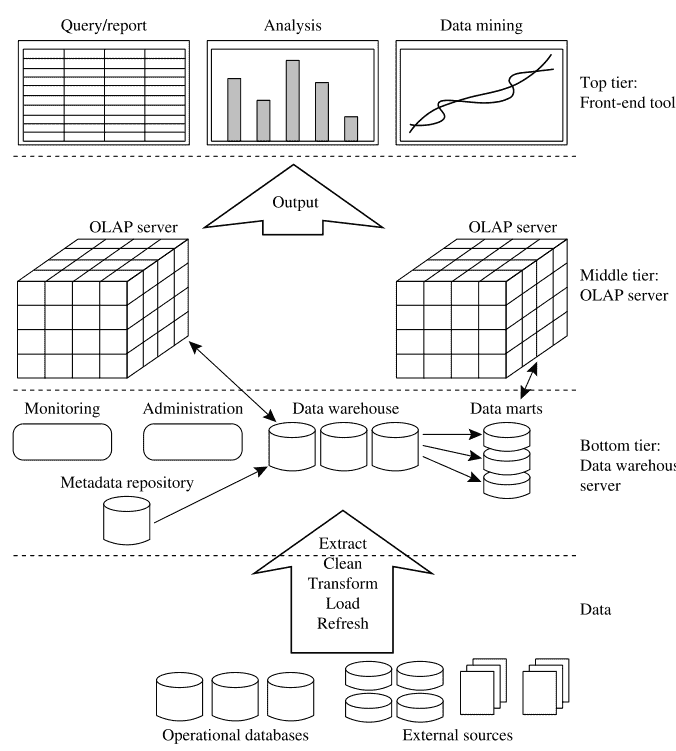 Query/report
Analysis
Data mining
Top tier:
Front-end tool
Output
OLAP server
OLAP server
Middle tier:
OLAP server
Monitoring
Administration
Data warehouse
Data marts
Bottom tier:
Data warehous
server
Metadata repository
Extract
Clean
Transform
Load
Refresh
Data
Operational databases
External sources